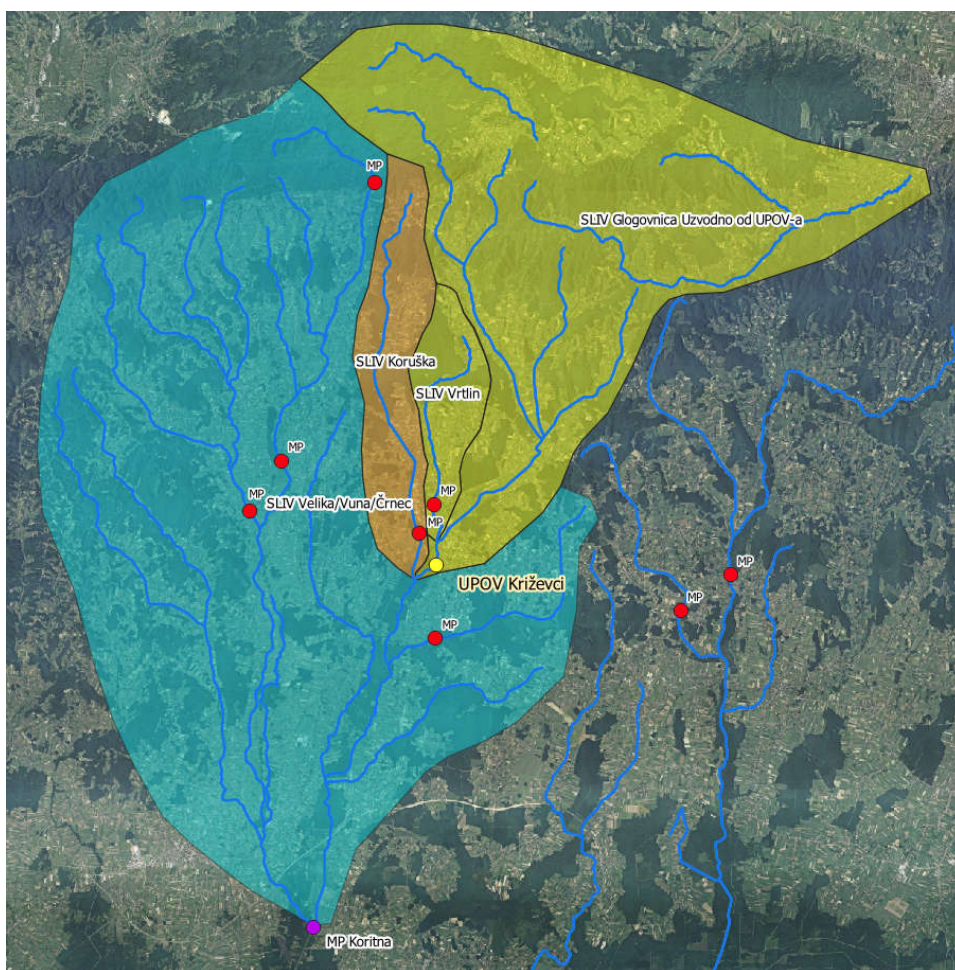 MP
SLIV Glogovnica Uzvodno od UPOV-a
SLIV Koruška
SLIV Vrtlin
MP
MP
SLIV Velika/Vuna/Črnec
MP
MP
UPOV Križevci
MP
MP
MP
MP Koritna